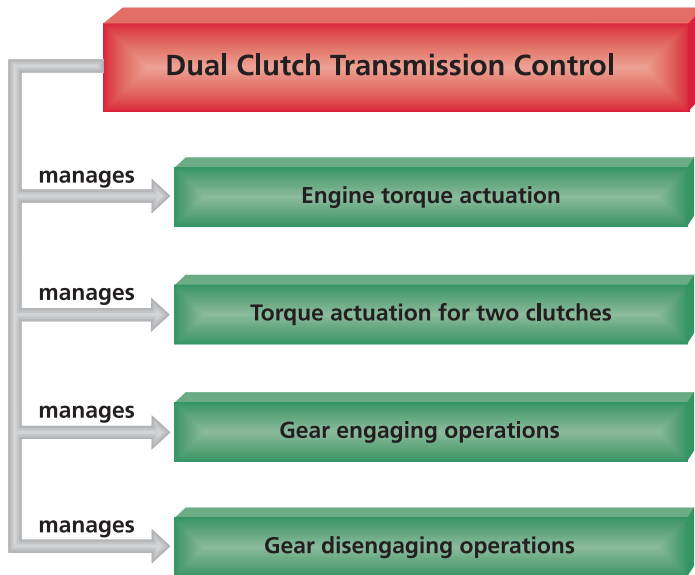 Dual Clutch Transmission Control
manages
Engine torque actuation
manages
Torque actuation for two clutches
manages
Gear engaging operations
manages
Gear disengaging operations